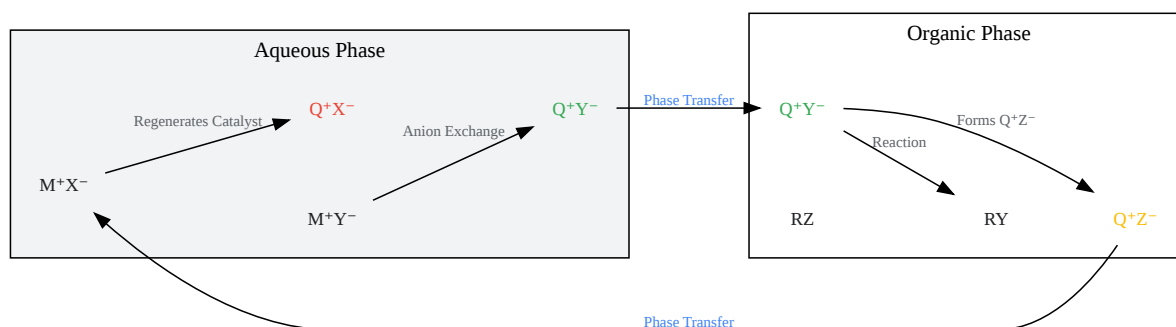 Aqueous Phase
Organic Phase
Q⁺X⁻
Q⁺Y⁻
Phase Transfer
Q⁺Y⁻
Regenerates Catalyst
Anion Exchange
Forms Q⁺Z⁻
Reaction
M⁺X⁻
M⁺Y⁻
RZ
RY
Q⁺Z⁻
Phase Transfer